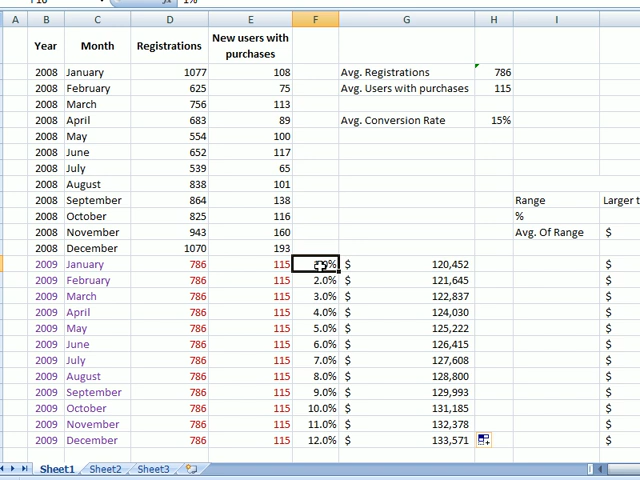 1%
A B C D E F G H I
Year Month Registrations New users with purchases
2008 January 1077 108 Avg. Registrations 786
2008 February 625 75 Avg. Users with purchases 115
2008 March 756 113
2008 April 683 89 Avg. Conversion Rate 15%
2008 May 554 100
2008 June 652 117
2008 July 539 65
2008 August 838 101
2008 September 864 138 Range Larger t
2008 October 825 116 %
2008 November 943 160 Avg. Of Range $
2008 December 1070 193
2009 January 786 115 $ 120,452 $
2009 February 786 115 2.0% $ 121,645 $
2009 March 786 115 3.0% $ 122,837 $
2009 April 786 115 4.0% $ 124,030 $
2009 May 786 115 5.0% $ 125,222 $
2009 June 786 115 6.0% $ 126,415 $
2009 July 786 115 7.0% $ 127,608 $
2009 August 786 115 8.0% $ 128,800 $
2009 September 786 115 9.0% $ 129,993 $
2009 October 786 115 10.0% $ 131,185 $
2009 November 786 115 11.0% $ 132,378 $
2009 December 786 115 12.0% $ 133,571 $
Sheet1 Sheet2 Sheet3